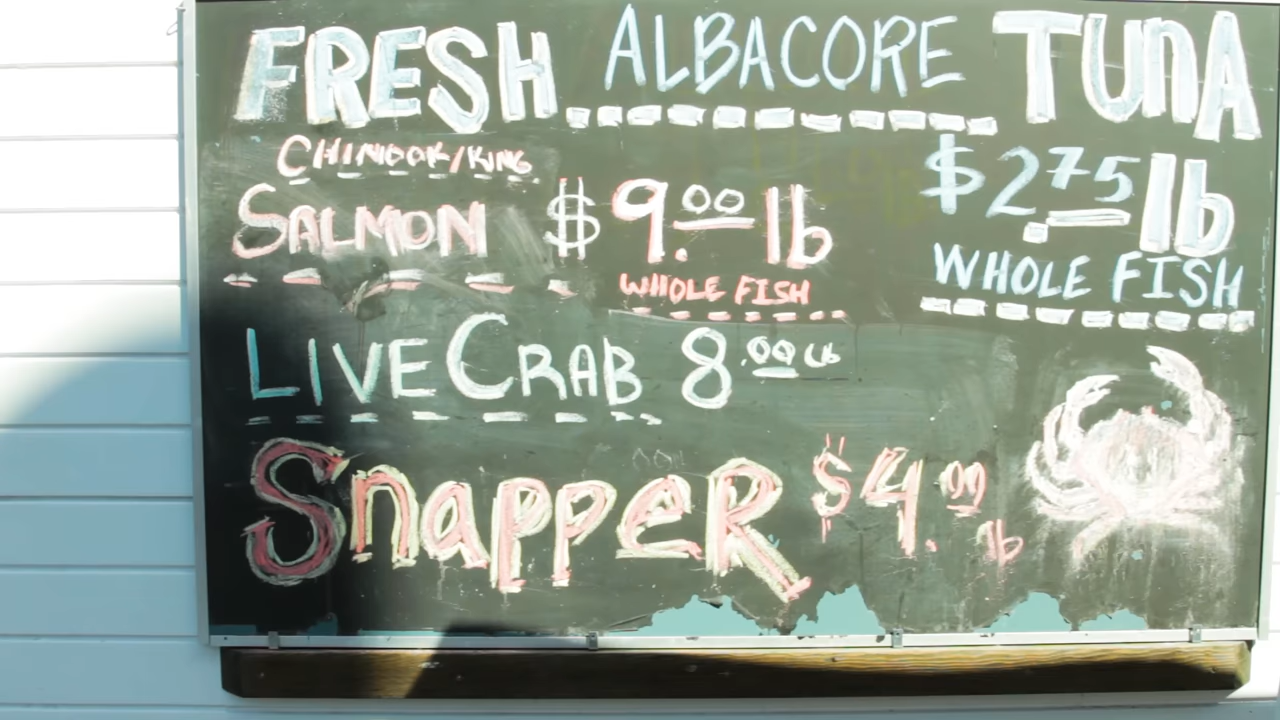 FRESH ALBACORE TUNA
$2.75 lb
WHOLE FISH
CHINOOK/KING
SALMON $9.00 lb
WHOLE FISH
LIVE CRAB 8.00 LB
SNAPPER $4.00 lb